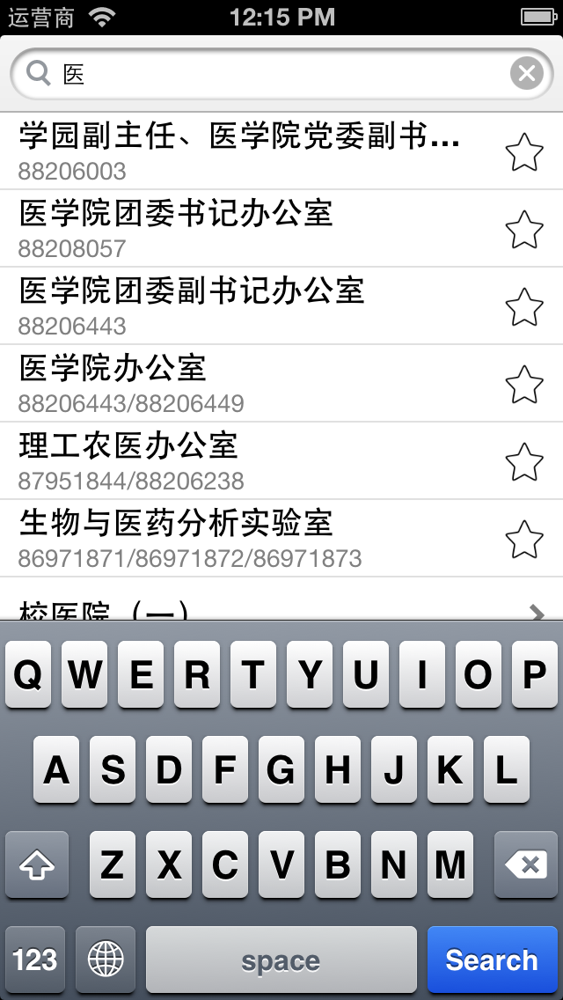 运营商 12:15 PM
医
学园副主任、医学院党委副书...
88206003
医学院团委书记办公室
88208057
医学院团委副书记办公室
88206443
医学院办公室
88206443/88206449
理工农医办公室
87951844/88206238
生物与医药分析实验室
86971871/86971872/86971873
校医院（一）
Q W E R T Y U I O P
A S D F G H J K L
Z X C V B N M
123 space Search